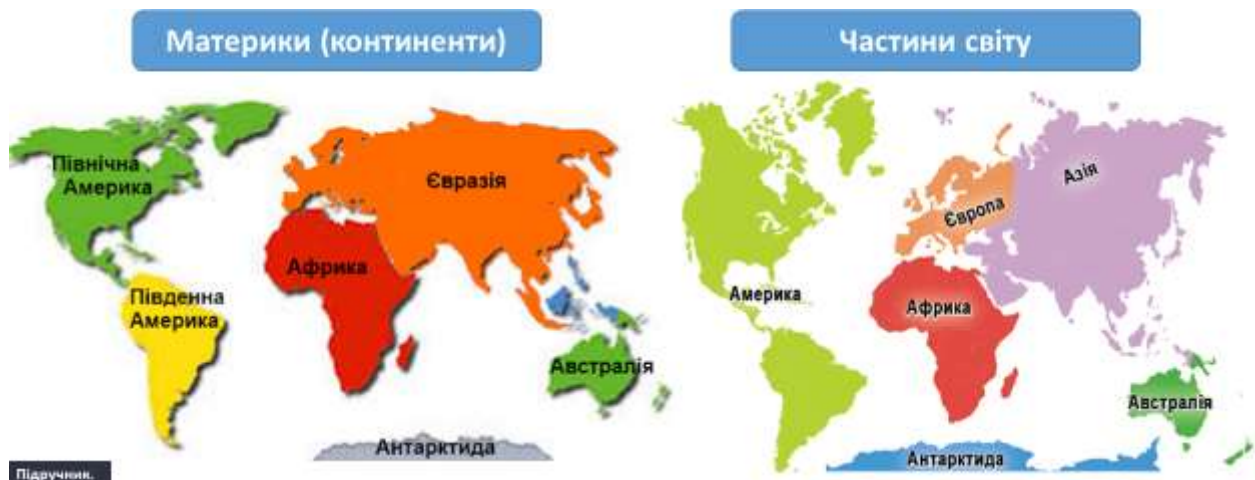 Материки (континенти)
Частини світу
Північна
Америка
Євразія
Африка
Південна
Америка
Австралія
Антарктида
Підручник.
Азія
Європа
Америка
Африка
Австралія
Антарктида